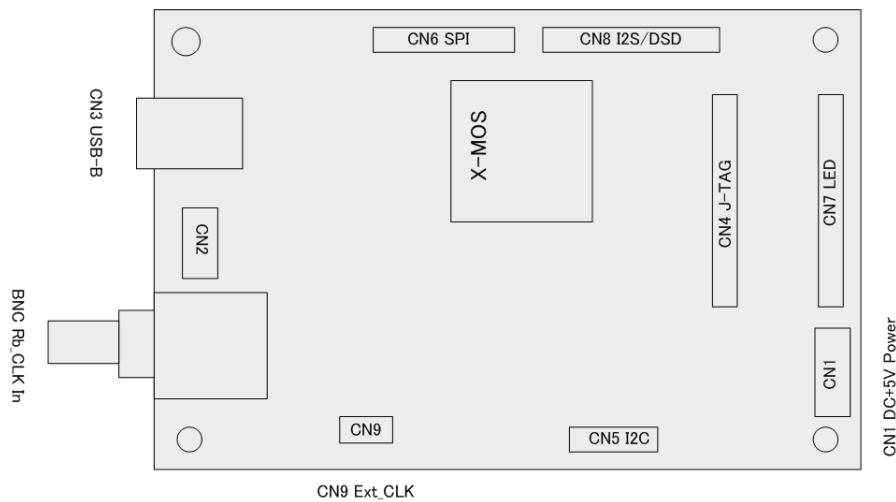 CN6 SPI
CN8 I2S/DSD
CN3 USB-B
X-MOS
CN4 J-TAG
CN7 LED
CN2
BNC Rb_CLK In
CN1
CN1 DC+5V Power
CN9
CN5 I2C
CN9 Ext_CLK